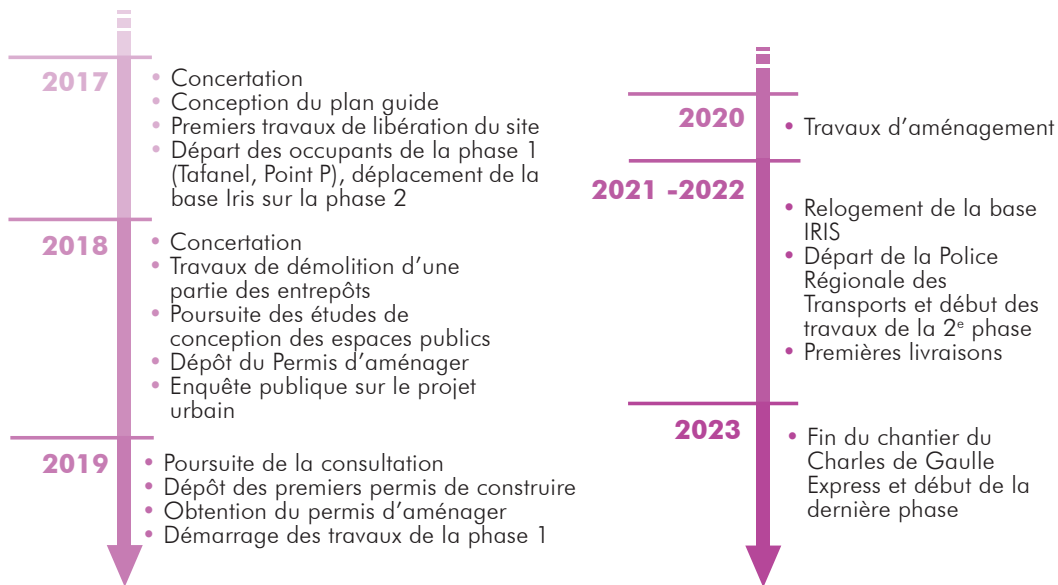 2017
• Concertation
• Conception du plan guide
• Premiers travaux de libération du site
• Départ des occupants de la phase 1
(Tafanel, Point P), déplacement de la
base Iris sur la phase 2
2018
• Concertation
• Travaux de démolition d’une
partie des entrepôts
• Poursuite des études de
conception des espaces publics
• Dépôt du Permis d’aménager
• Enquête publique sur le projet
urbain
2019
• Poursuite de la consultation
• Dépôt des premiers permis de construire
• Obtention du permis d’aménager
• Démarrage des travaux de la phase 1
2020
• Travaux d’aménagement
2021 -2022
• Relogement de la base
IRIS
• Départ de la Police
Régionale des
Transports et début des
travaux de la 2e phase
• Premières livraisons
2023
• Fin du chantier du
Charles de Gaulle
Express et début de la
dernière phase